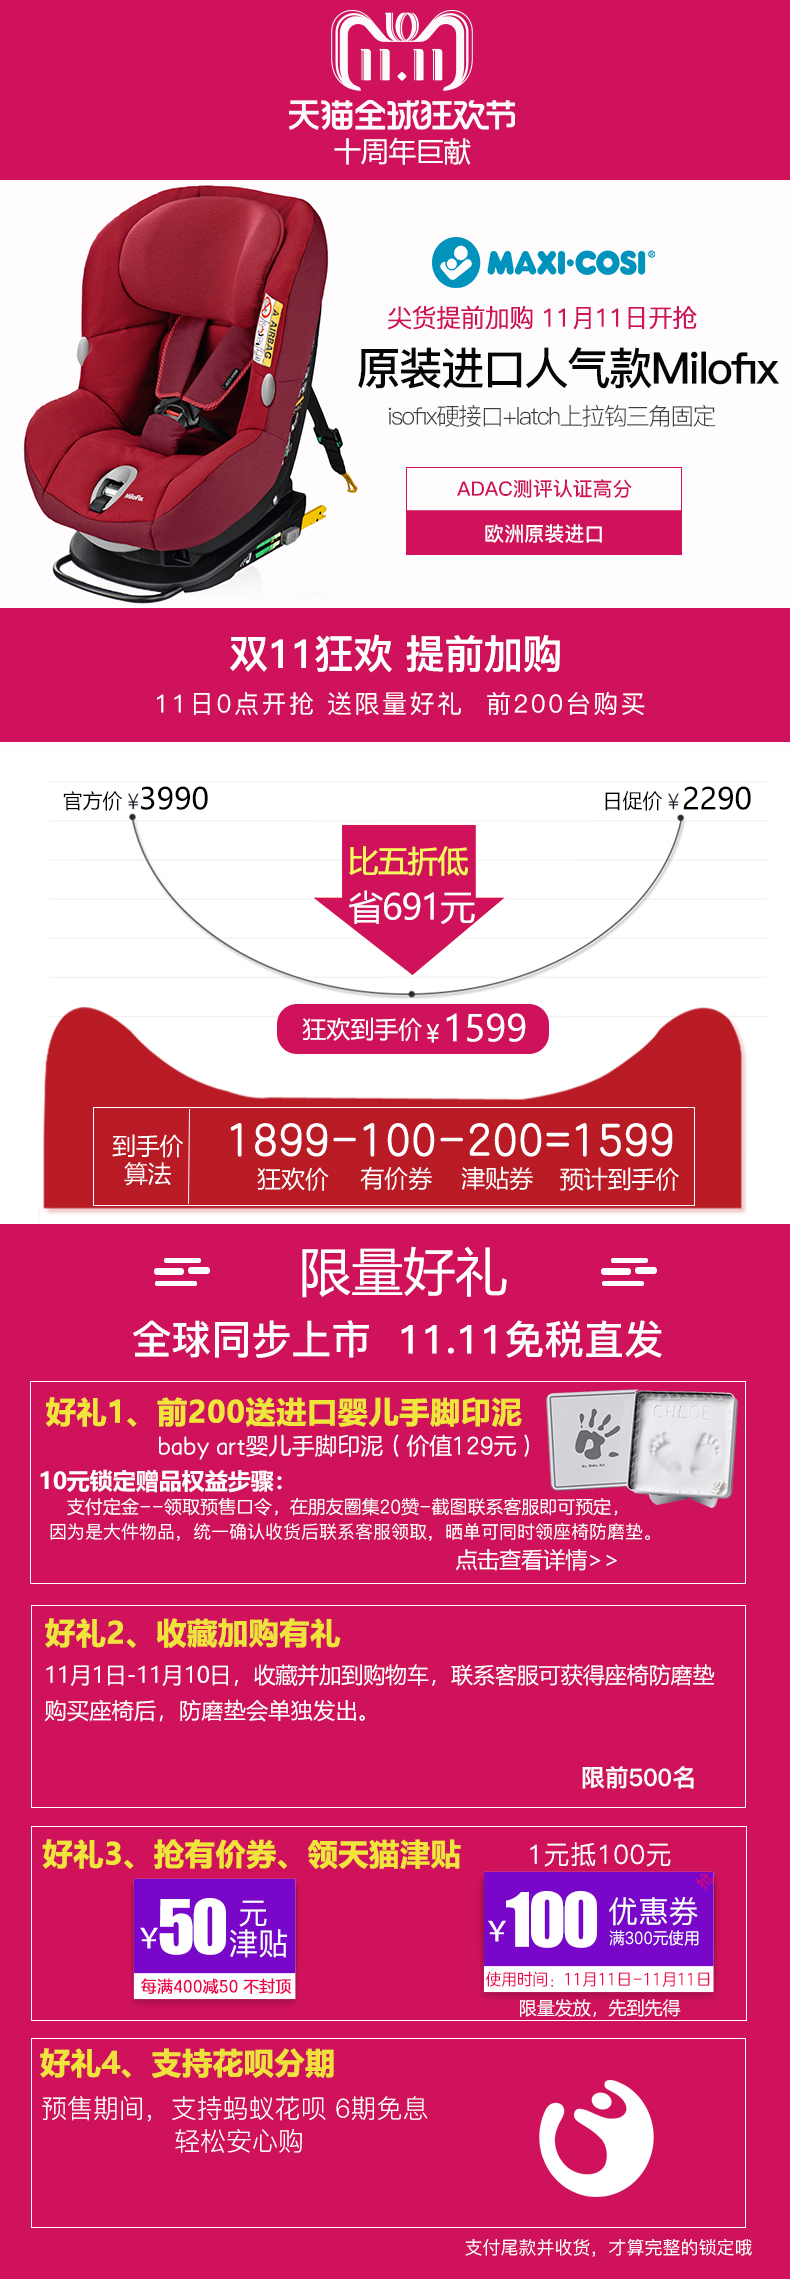 11.11
天猫全球狂欢节
十周年巨献
MAXI·COSI®
尖货提前加购 11月11日开抢
原装进口人气款Milofix
isofix硬接口+latch上拉钩三角固定
AIRBAG
Milofix
ADAC测评认证高分
欧洲原装进口
双11狂欢 提前加购
11日0点开抢 送限量好礼 前200台购买
官方价 ¥3990
日促价 ¥2290
比五折低
省691元
狂欢到手价 ¥1599
到手价
算法
1899-100-200=1599
狂欢价 有价券 津贴券 预计到手价
限量好礼
全球同步上市 11.11免税直发
好礼1、前200送进口婴儿手脚印泥
baby art婴儿手脚印泥（价值129元）
CHLOE
My Baby Art
10元锁定赠品权益步骤：
支付定金--领取预售口令，在朋友圈集20赞-截图联系客服即可预定，
因为是大件物品，统一确认收货后联系客服领取，晒单可同时领座椅防磨垫。
点击查看详情>>
好礼2、收藏加购有礼
11月1日-11月10日，收藏并加到购物车，联系客服可获得座椅防磨垫
购买座椅后，防磨垫会单独发出。
限前500名
好礼3、抢有价券、领天猫津贴
1元抵100元
¥50元津贴
每满400减50 不封顶
¥100优惠券
满300元使用
使用时间：11月11日-11月11日
限量发放，先到先得
好礼4、支持花呗分期
预售期间，支持蚂蚁花呗 6期免息
轻松安心购
支付尾款并收货，才算完整的锁定哦